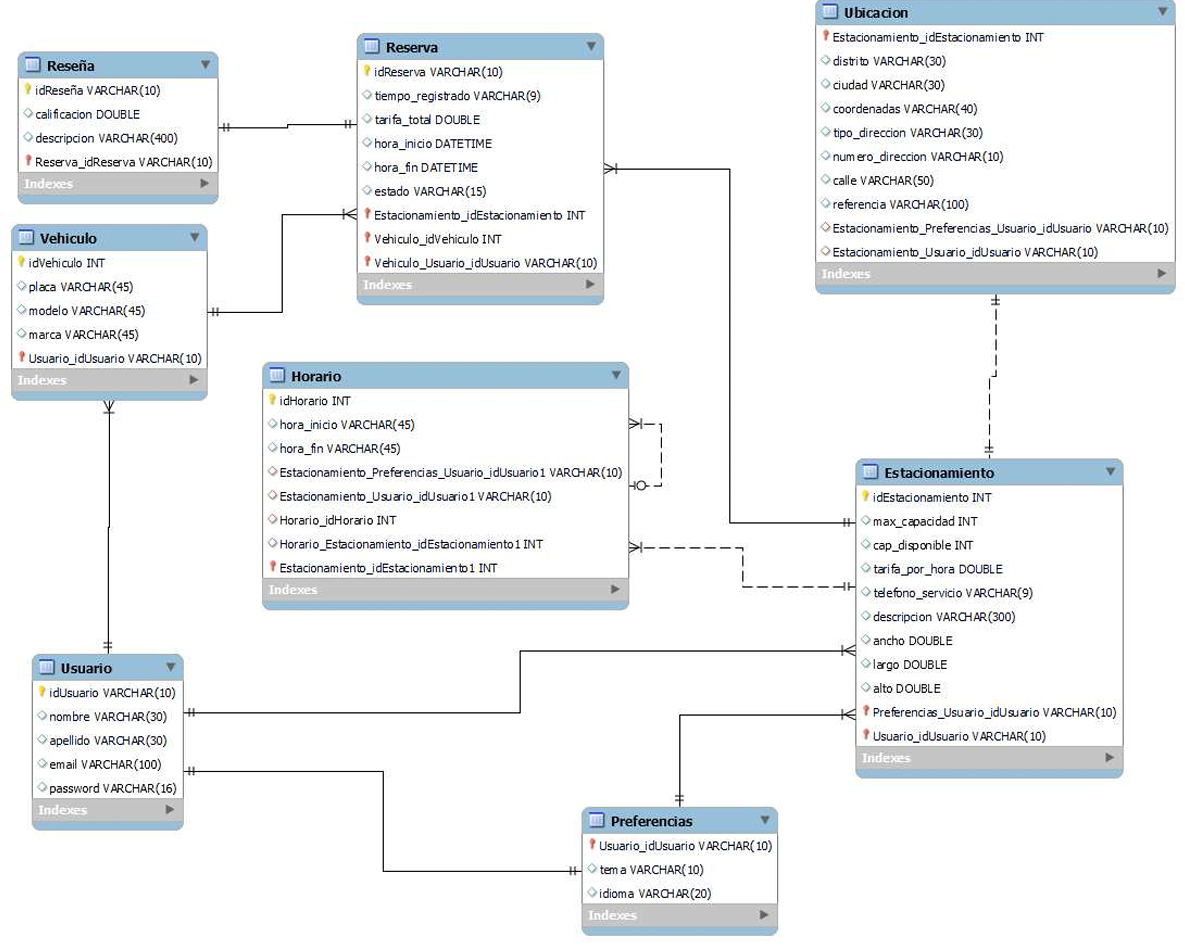 Reseña
idReseña VARCHAR(10)
calificacion DOUBLE
descripcion VARCHAR(400)
Reserva_idReserva VARCHAR(10)
Indexes
Reserva
idReserva VARCHAR(10)
tiempo_registrado VARCHAR(9)
tarifa_total DOUBLE
hora_inicio DATETIME
hora_fin DATETIME
estado VARCHAR(15)
Estacionamiento_idEstacionamiento INT
Vehiculo_idVehiculo INT
Vehiculo_Usuario_idUsuario VARCHAR(10)
Indexes
Ubicacion
Estacionamiento_idEstacionamiento INT
distrito VARCHAR(30)
ciudad VARCHAR(30)
coordenadas VARCHAR(40)
tipo_direccion VARCHAR(30)
numero_direccion VARCHAR(10)
calle VARCHAR(50)
referencia VARCHAR(100)
Estacionamiento_Preferencias_Usuario_idUsuario VARCHAR(10)
Estacionamiento_Usuario_idUsuario VARCHAR(10)
Indexes
Vehiculo
idVehiculo INT
placa VARCHAR(45)
modelo VARCHAR(45)
marca VARCHAR(45)
Usuario_idUsuario VARCHAR(10)
Indexes
Horario
idHorario INT
hora_inicio VARCHAR(45)
hora_fin VARCHAR(45)
Estacionamiento_Preferencias_Usuario_idUsuario1 VARCHAR(10)
Estacionamiento_Usuario_idUsuario1 VARCHAR(10)
Horario_idHorario INT
Horario_Estacionamiento_idEstacionamiento1 INT
Estacionamiento_idEstacionamiento1 INT
Indexes
Estacionamiento
idEstacionamiento INT
max_capacidad INT
cap_disponible INT
tarifa_por_hora DOUBLE
telefono_servicio VARCHAR(9)
descripcion VARCHAR(300)
ancho DOUBLE
largo DOUBLE
alto DOUBLE
Preferencias_Usuario_idUsuario VARCHAR(10)
Usuario_idUsuario VARCHAR(10)
Indexes
Usuario
idUsuario VARCHAR(10)
nombre VARCHAR(30)
apellido VARCHAR(30)
email VARCHAR(100)
password VARCHAR(16)
Indexes
Preferencias
Usuario_idUsuario VARCHAR(10)
tema VARCHAR(10)
idioma VARCHAR(20)
Indexes